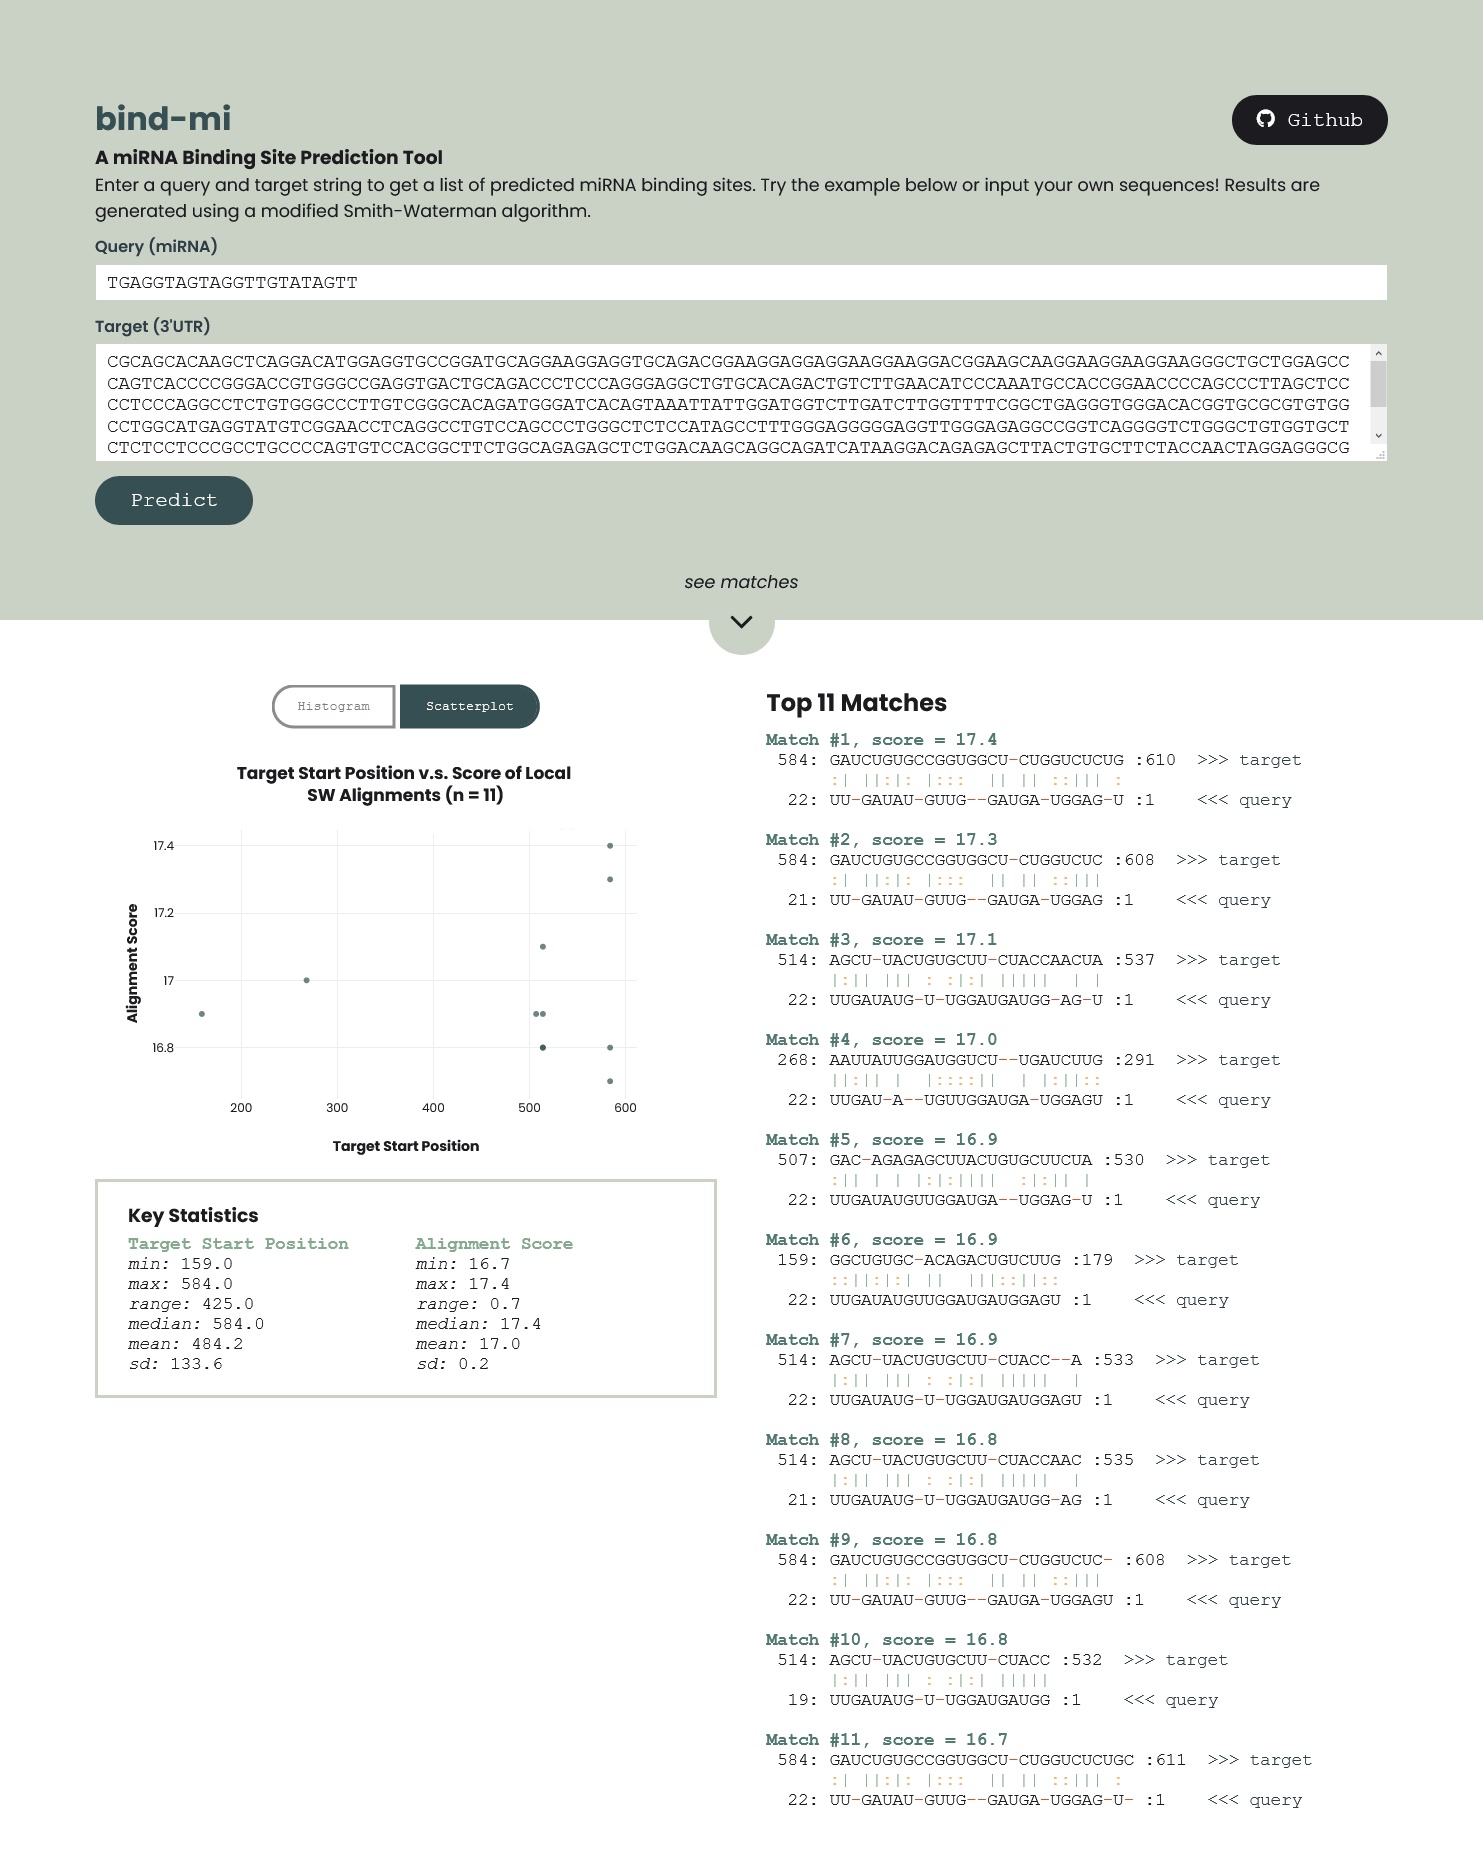 bind-mi
Github
A miRNA Binding Site Prediction Tool
Enter a query and target string to get a list of predicted miRNA binding sites. Try the example below or input your own sequences! Results are
generated using a modified Smith-Waterman algorithm.
Query (miRNA)
TGAGGTAGTAGGTTGTATAGTT
Target (3'UTR)
CGCAGCACAAGCTCAGGACATGGAGGTGCCGGATGCAGGAAGGAGGTGCAGACGGAAGGAGGAGGAAGGAAGGACGGAAGCAAGGAAGGAAGGAAGGGCTGCTGGAGCC
CAGTCACCCCGGGACCGTGGGCCGAGGTGACTGCAGACCCTCCCAGGGAGGCTGTGCACAGACTGTCTTGAACATCCCAAATGCCACCGGAACCCCAGCCCTTAGCTCC
CCTCCCAGGCCTCTGTGGGCCCTTGTCGGGCACAGATGGGATCACAGTAAATTATTGGATGGTCTTGATCTTGGTTTTCGGCTGAGGGTGGGACACGGTGCGCGTGTGG
CCTGGCATGAGGTATGTCGGAACCTCAGGCCTGTCCAGCCCTGGGCTCTCCATAGCCTTTGGGAGGGGGAGGTTGGGAGAGGCCGGTCAGGGGTCTGGGCTGTGGTGCT
CTCTCCTCCCGCCTGCCCCAGTGTCCACGGCTTCTGGCAGAGAGCTCTGGACAAGCAGGCAGATCATAAGGACAGAGAGCTTACTGTGCTTCTACCAACTAGGAGGGCG
Predict
see matches
Histogram
Scatterplot
Target Start Position v.s. Score of Local
SW Alignments (n = 11)
17.4
17.2
17
16.8
Alignment Score
200 300 400 500 600
Target Start Position
Key Statistics
Target Start Position
min: 159.0
max: 584.0
range: 425.0
median: 584.0
mean: 484.2
sd: 133.6
Alignment Score
min: 16.7
max: 17.4
range: 0.7
median: 17.4
mean: 17.0
sd: 0.2
Top 11 Matches
Match #1, score = 17.4
584: GAUCUGUGCCGGUGGCU-CUGGUCUCUG :610 >>> target
:| ||:|: |:::  || || ::||| :
22: UU-GAUAU-GUUG--GAUGA-UGGAG-U :1 <<< query
Match #2, score = 17.3
584: GAUCUGUGCCGGUGGCU-CUGGUCUC :608 >>> target
:| ||:|: |:::  || || ::|||
21: UU-GAUAU-GUUG--GAUGA-UGGAG :1 <<< query
Match #3, score = 17.1
514: AGCU-UACUGUGCUU-CUACCAACUA :537 >>> target
|:|| ||| : :|:| |||||  | |
22: UUGAUAUG-U-UGGAUGAUGG-AG-U :1 <<< query
Match #4, score = 17.0
268: AAUUAUUGGAUGGUCU--UGAUCUUG :291 >>> target
||:|| |  |::::||  | |:||::
22: UUGAU-A--UGUUGGAUGA-UGGAGU :1 <<< query
Match #5, score = 16.9
507: GAC-AGAGAGCUUACUGUGCUUCUA :530 >>> target
:|| | | |:|:||||  :|:|| |
22: UUGAUAUGUUGGAUGA--UGGAG-U :1 <<< query
Match #6, score = 16.9
159: GGCUGUGC-ACAGACUGUCUUG :179 >>> target
::||:|:| ||  |||::||::
22: UUGAUAUGUUGGAUGAUGGAGU :1 <<< query
Match #7, score = 16.9
514: AGCU-UACUGUGCUU-CUACC--A :533 >>> target
|:|| ||| : :|:| |||||  |
22: UUGAUAUG-U-UGGAUGAUGGAGU :1 <<< query
Match #8, score = 16.8
514: AGCU-UACUGUGCUU-CUACCAAC :535 >>> target
|:|| ||| : :|:| |||||  |
21: UUGAUAUG-U-UGGAUGAUGG-AG :1 <<< query
Match #9, score = 16.8
584: GAUCUGUGCCGGUGGCU-CUGGUCUC- :608 >>> target
:| ||:|: |:::  || || ::|||
22: UU-GAUAU-GUUG--GAUGA-UGGAGU :1 <<< query
Match #10, score = 16.8
514: AGCU-UACUGUGCUU-CUACC :532 >>> target
|:|| ||| : :|:| |||||
19: UUGAUAUG-U-UGGAUGAUGG :1 <<< query
Match #11, score = 16.7
584: GAUCUGUGCCGGUGGCU-CUGGUCUCUGC :611 >>> target
:| ||:|: |:::  || || ::||| :
22: UU-GAUAU-GUUG--GAUGA-UGGAG-U- :1 <<< query